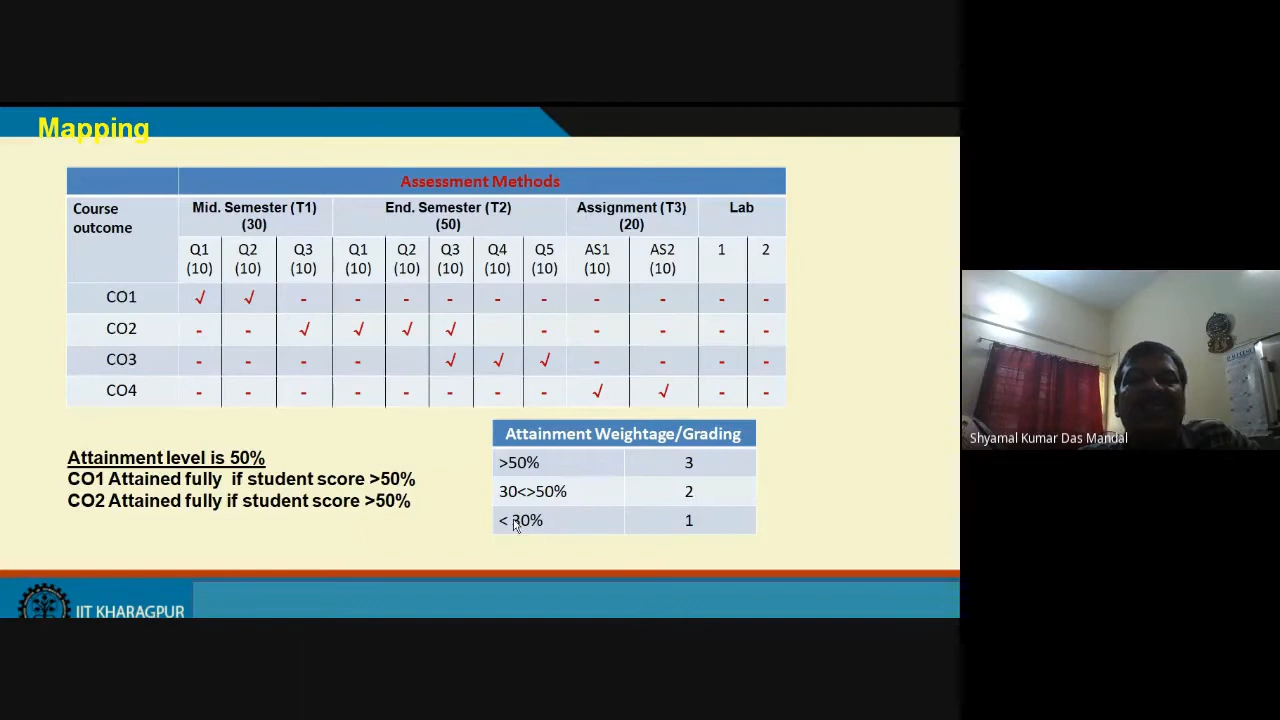 Mapping
Assessment Methods
Course outcome
Mid. Semester (T1) (30)
End. Semester (T2) (50)
Assignment (T3) (20)
Lab
Q1 (10)
Q2 (10)
Q3 (10)
Q1 (10)
Q2 (10)
Q3 (10)
Q4 (10)
Q5 (10)
AS1 (10)
AS2 (10)
1
2
CO1 √ √ - - - - - - - - - -
CO2 - - √ √ √ √ - - - - -
CO3 - - - - √ √ √ - - - -
CO4 - - - - - - - - √ √ - -
Attainment level is 50%
CO1 Attained fully if student score >50%
CO2 Attained fully if student score >50%
Attainment Weightage/Grading
>50% 3
30<>50% 2
< 30% 1
IIT KHARAGPUR
Shyamal Kumar Das Mandal